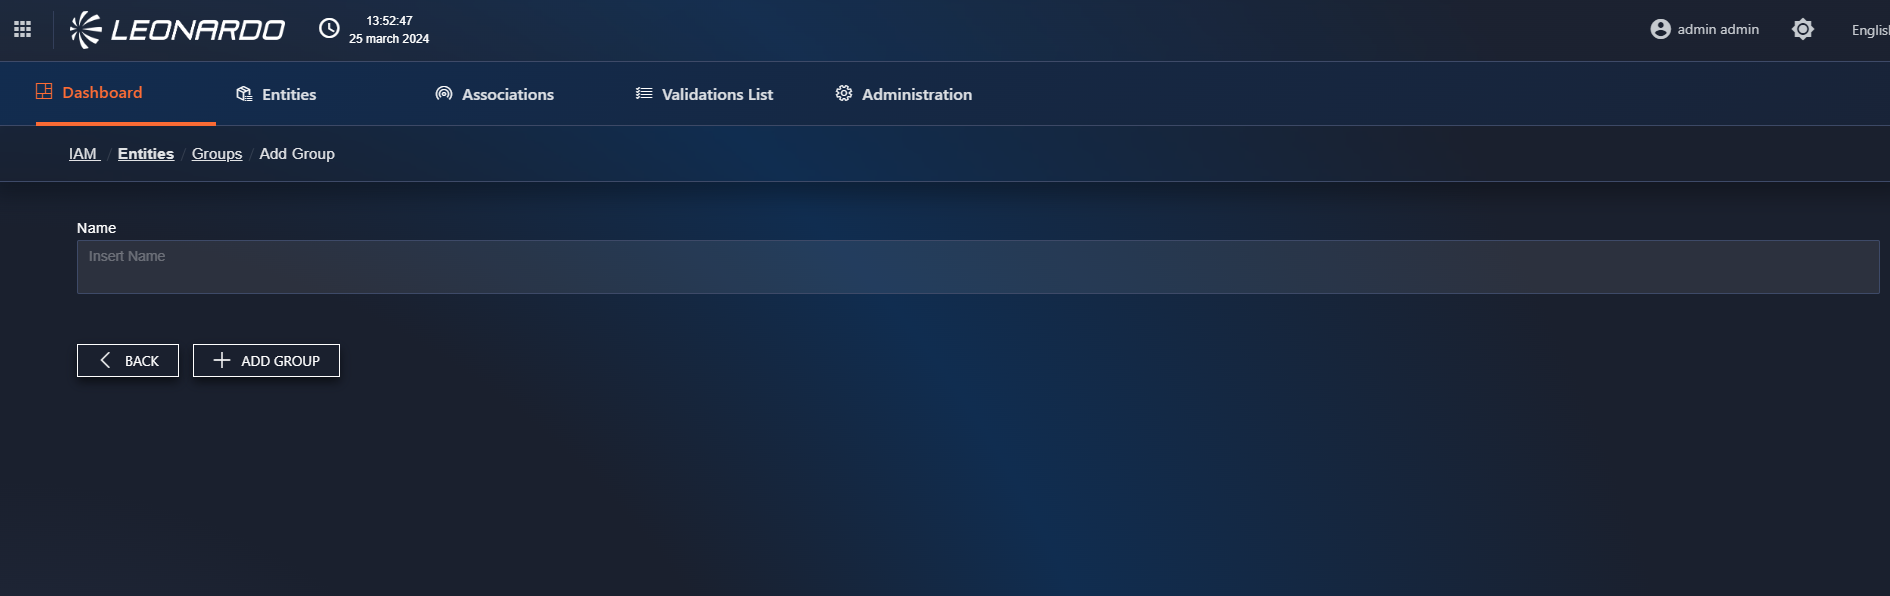 LEONARDO
13:52:47
25 march 2024
admin admin
Englis
Dashboard
Entities
Associations
Validations List
Administration
IAM / Entities / Groups / Add Group
Name
Insert Name
BACK
ADD GROUP